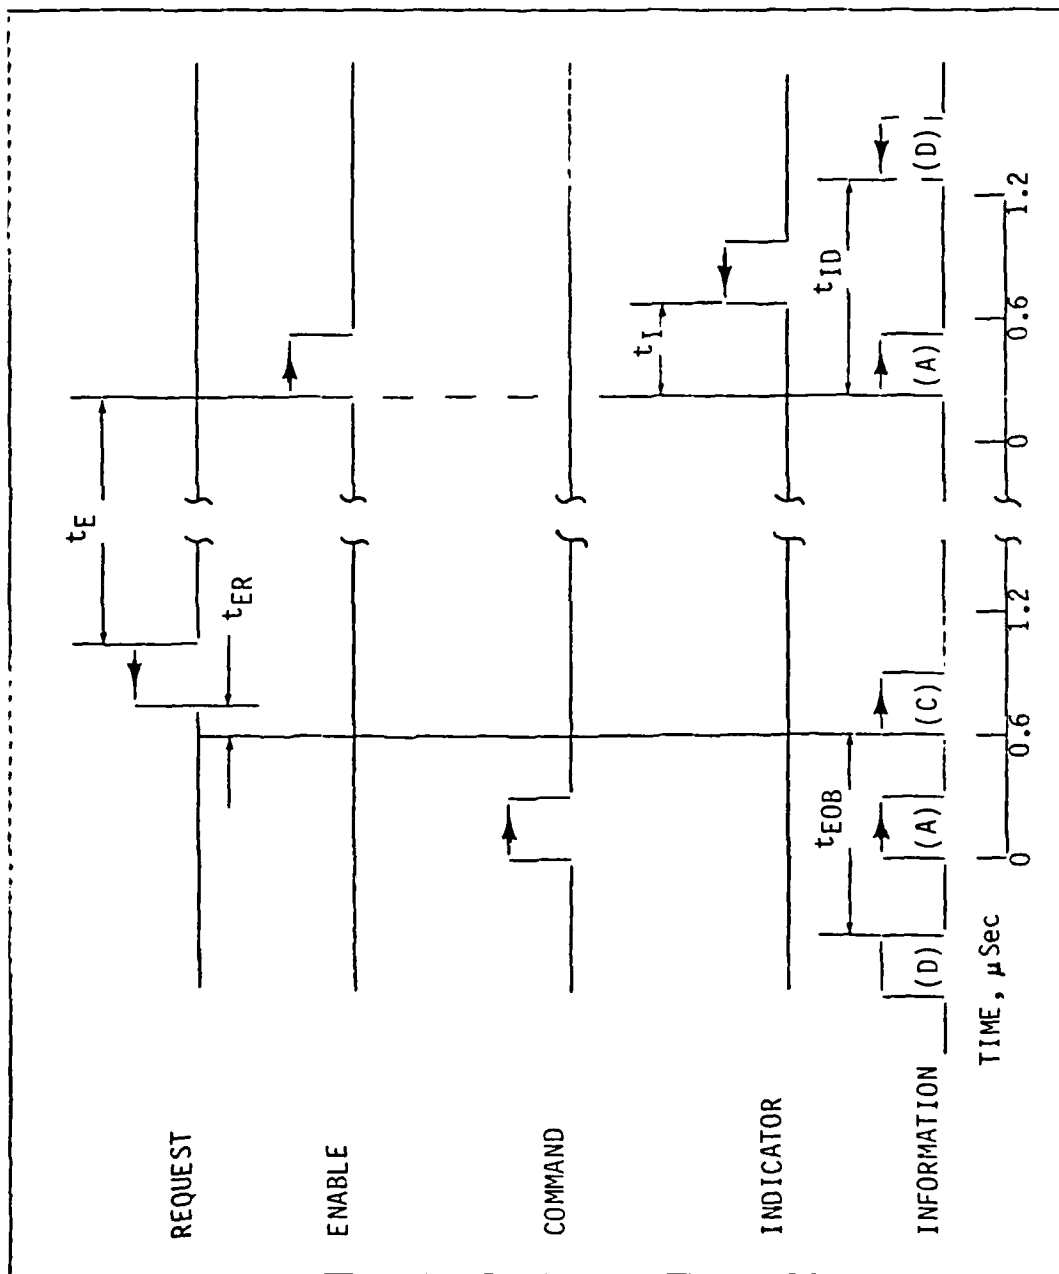 REQUEST
t_E
t_ER
ENABLE
COMMAND
INDICATOR
t_I
t_EOB
t_ID
INFORMATION
(D)
(A)
(C)
(A)
(D)
TIME, μSec
0
0.6
1.2
0
0.6
1.2